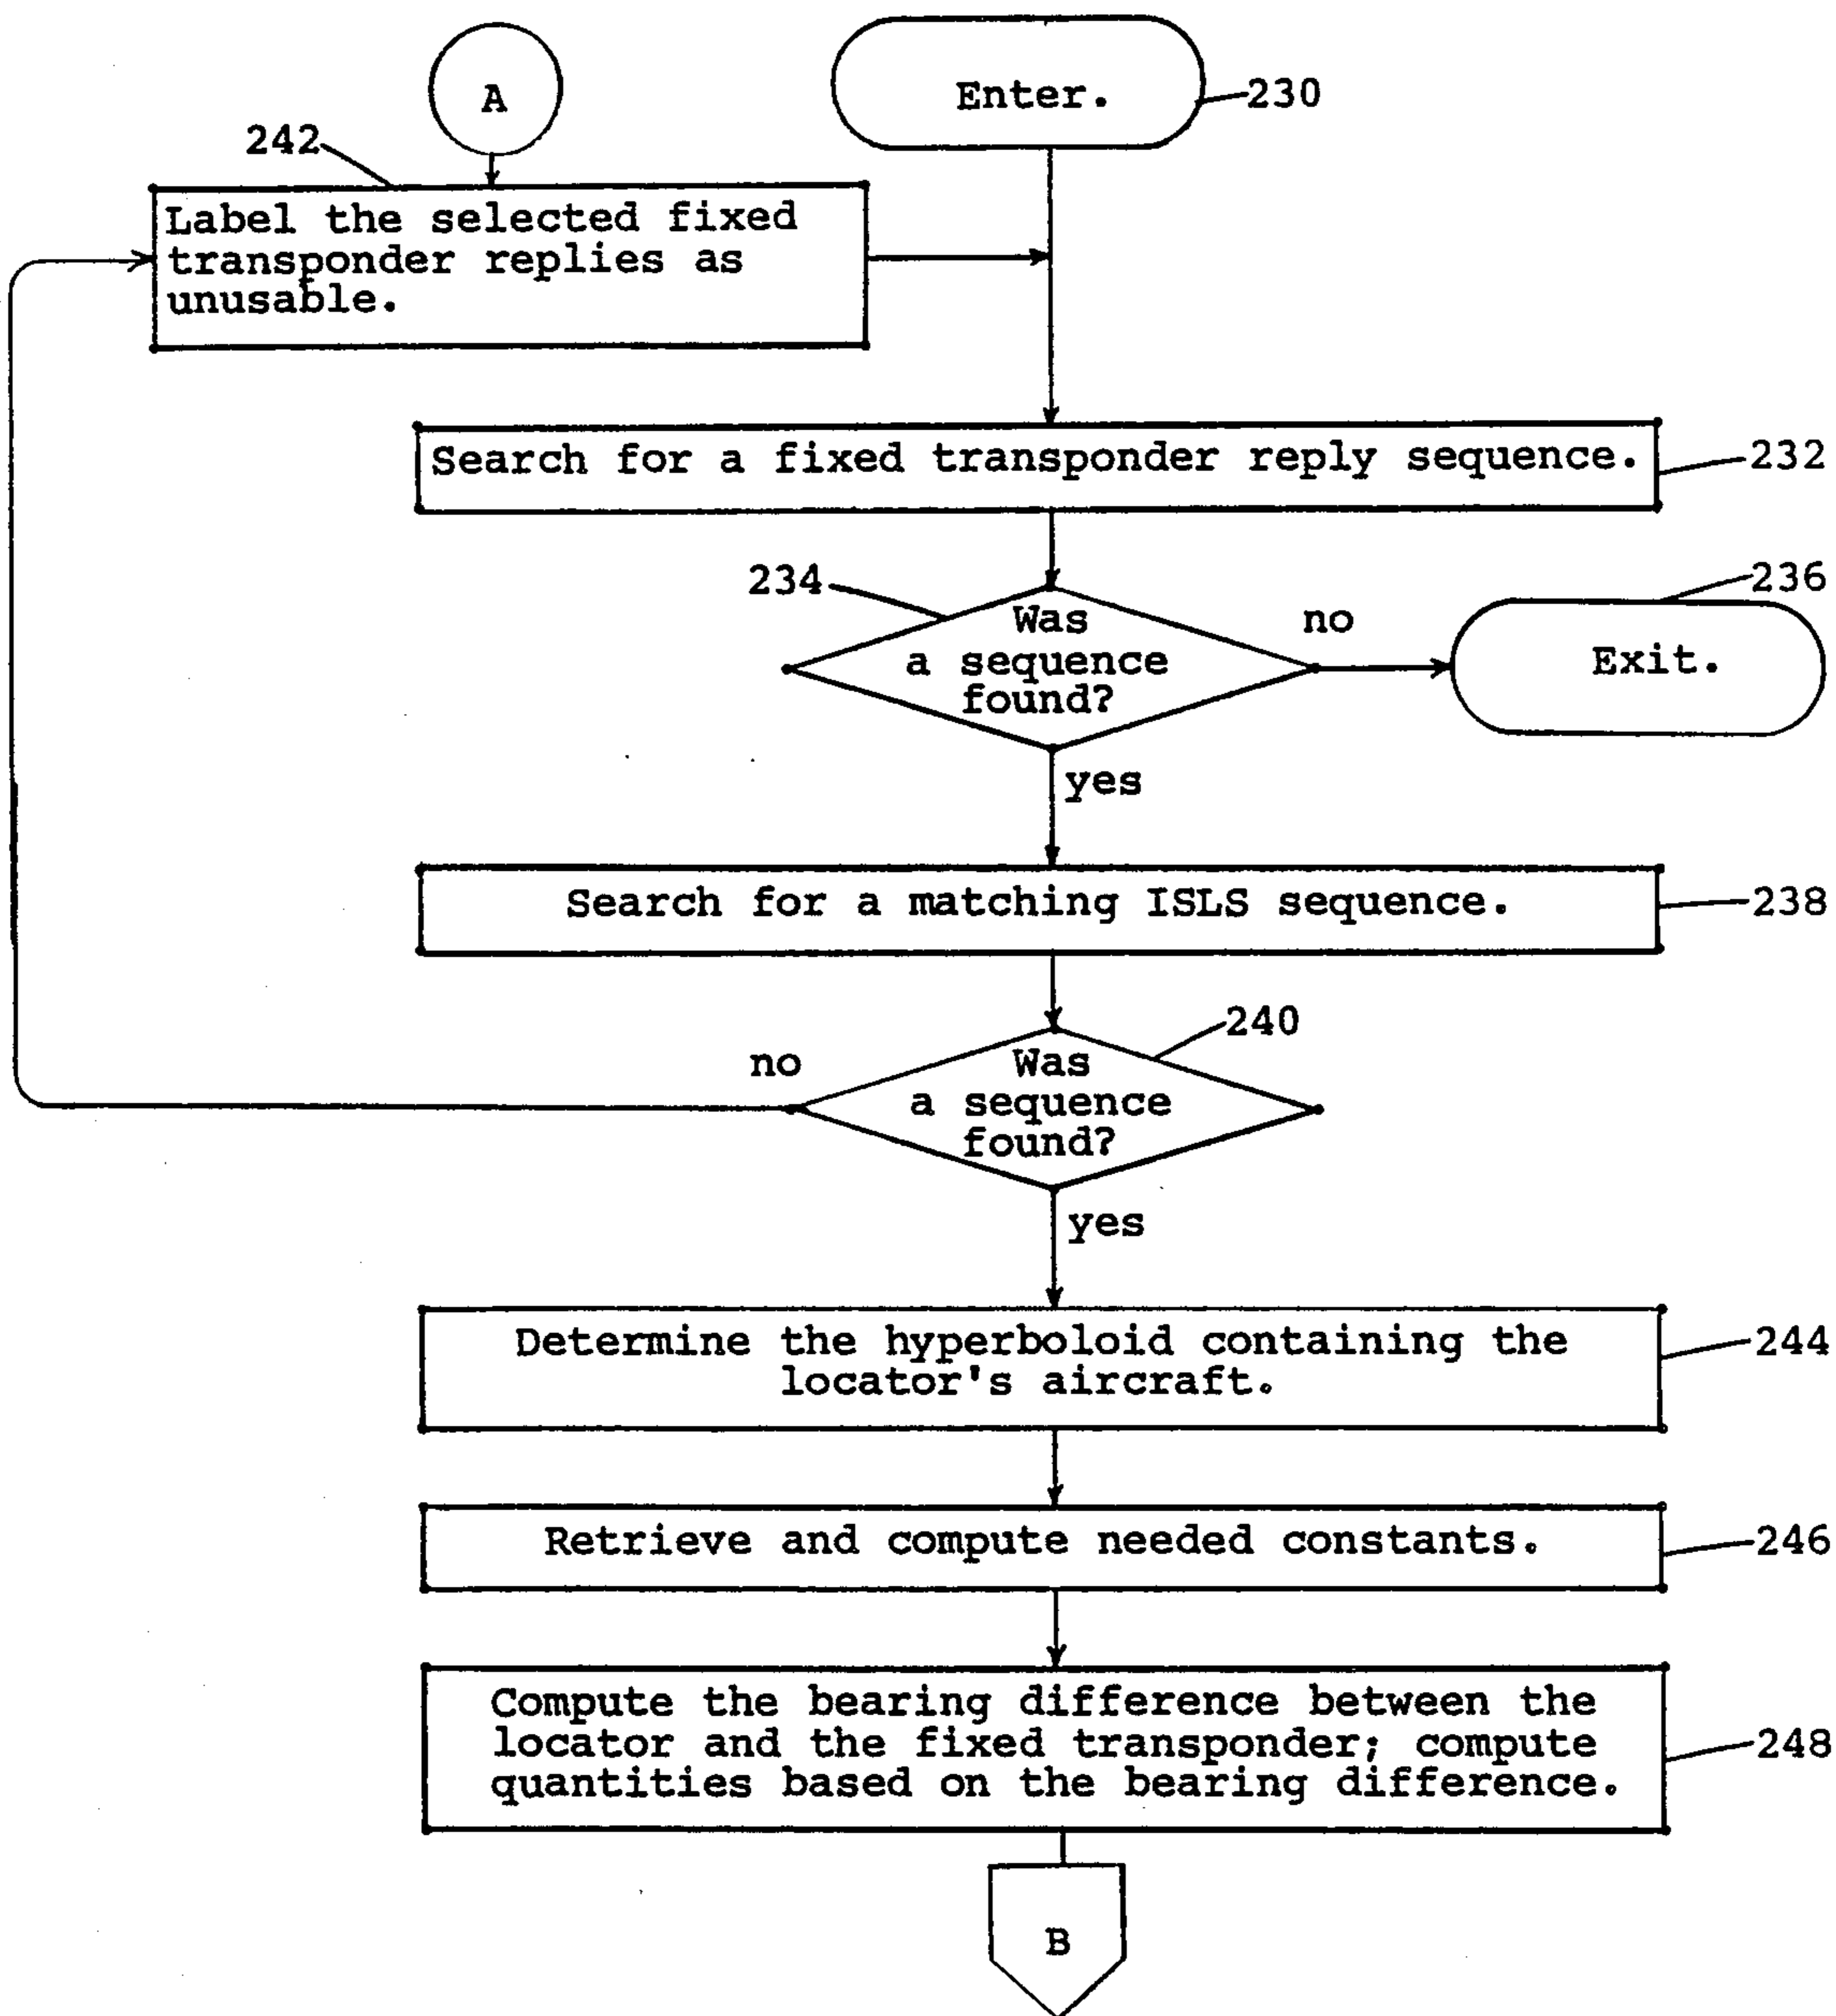 A
Enter.
230
242
Label the selected fixed
transponder replies as
unusable.
Search for a fixed transponder reply sequence.
232
234
Was
a sequence
found?
no
236
Exit.
yes
Search for a matching ISLS sequence.
238
240
no
Was
a sequence
found?
yes
Determine the hyperboloid containing the
locator's aircraft.
244
Retrieve and compute needed constants.
246
Compute the bearing difference between the
locator and the fixed transponder; compute
quantities based on the bearing difference.
248
B